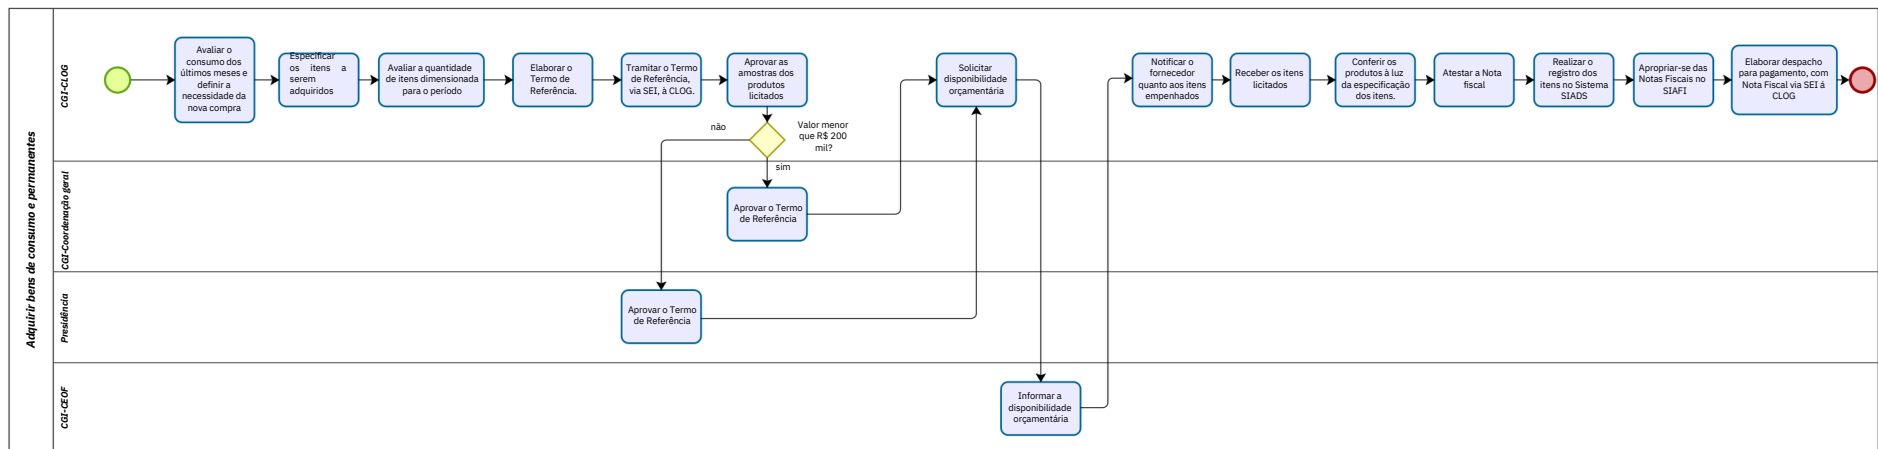 Adquirir bens de consumo e permanentes
CGI-CLOG
Avaliar o
consumo dos
últimos meses e
definir a
necessidade da
nova compra
Especificar
os itens a
serem
adquiridos
Avaliar a quantidade
de itens dimensionada
para o período
Elaborar o
Termo de
Referência.
Tramitar o Termo
de Referência,
via SEI, à CLOG.
Aprovar as
amostras dos
produtos
licitados
não
Valor menor
que R$ 200
mil?
sim
Solicitar
disponibilidade
orçamentária
Notificar o
fornecedor
quanto aos itens
empenhados
Receber os itens
licitados
Conferir os
produtos à luz
da especificação
dos itens.
Atestar a Nota
fiscal
Realizar o
registro dos
itens no Sistema
SIADS
Apropriar-se das
Notas Fiscais no
SIAFI
Elaborar despacho
para pagamento, com
Nota Fiscal via SEI á
CLOG
CGI-Coordenação geral
Aprovar o Termo
de Referência
Presidência
Aprovar o Termo
de Referência
CGI-CEOF
Informar a
disponibilidade
orçamentária